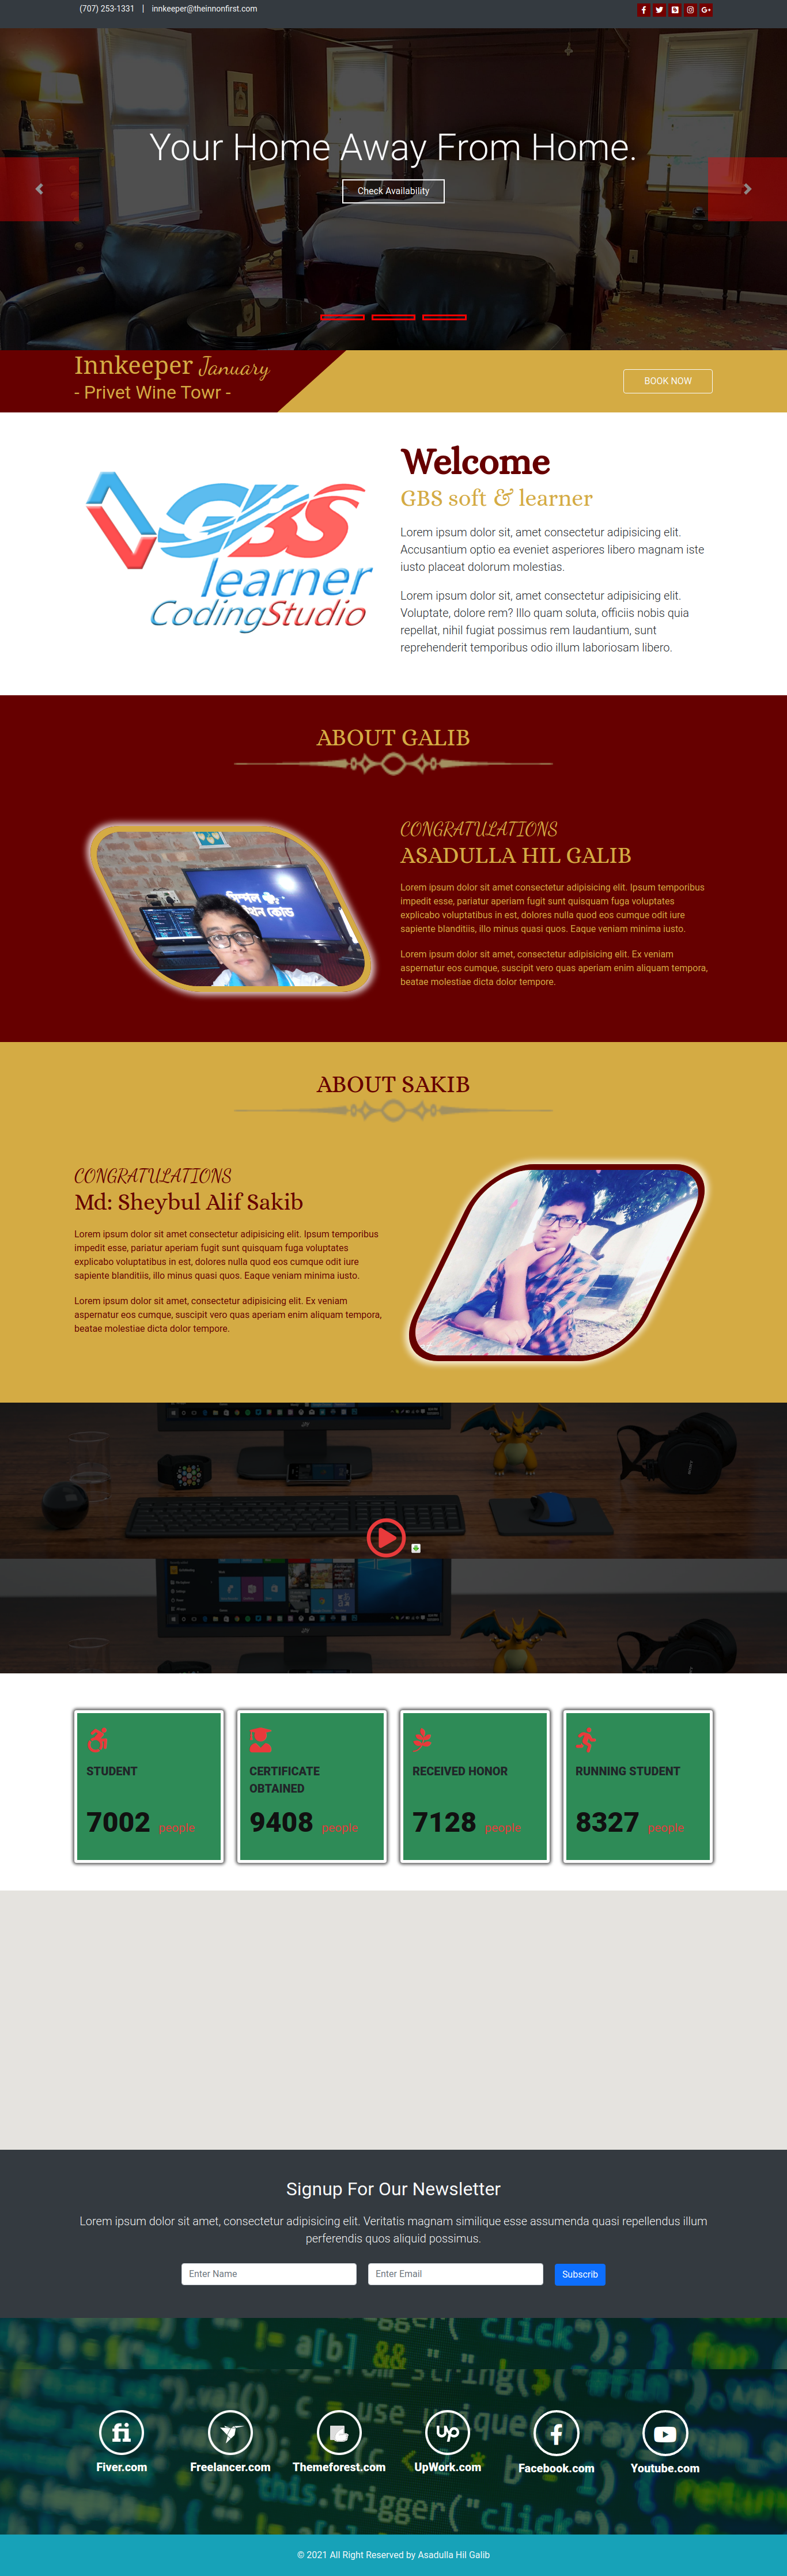 (707) 253-1331 | innkeeper@theinnonfirst.com
Your Home Away From Home.
Check Availability
Innkeeper January
- Privet Wine Towr -
BOOK NOW
GBS
learner
CodingStudio
Welcome
GBS soft & learner
Lorem ipsum dolor sit, amet consectetur adipisicing elit.
Accusantium optio ea eveniet asperiores libero magnam iste
iusto placeat dolorum molestias.
Lorem ipsum dolor sit, amet consectetur adipisicing elit.
Voluptate, dolore rem? Illo quam soluta, officiis nobis quia
repellat, nihil fugiat possimus rem laudantium, sunt
reprehenderit temporibus odio illum laboriosam libero.
ABOUT GALIB
CONGRATULATIONS
ASADULLA HIL GALIB
Lorem ipsum dolor sit amet consectetur adipisicing elit. Ipsum temporibus
impedit esse, pariatur aperiam fugit sunt quisquam fuga voluptates
explicabo voluptatibus in est, dolores nulla quod eos cumque odit iure
sapiente blanditiis, illo minus quasi quos. Eaque veniam minima iusto.
Lorem ipsum dolor sit amet, consectetur adipisicing elit. Ex veniam
aspernatur eos cumque, suscipit vero quas aperiam enim aliquam tempora,
beatae molestiae dicta dolor tempore.
ABOUT SAKIB
CONGRATULATIONS
Md: Sheybul Alif Sakib
Lorem ipsum dolor sit amet consectetur adipisicing elit. Ipsum temporibus
impedit esse, pariatur aperiam fugit sunt quisquam fuga voluptates
explicabo voluptatibus in est, dolores nulla quod eos cumque odit iure
sapiente blanditiis, illo minus quasi quos. Eaque veniam minima iusto.
Lorem ipsum dolor sit amet, consectetur adipisicing elit. Ex veniam
aspernatur eos cumque, suscipit vero quas aperiam enim aliquam tempora,
beatae molestiae dicta dolor tempore.
STUDENT
7002 people
CERTIFICATE
OBTAINED
9408 people
RECEIVED HONOR
7128 people
RUNNING STUDENT
8327 people
Signup For Our Newsletter
Lorem ipsum dolor sit amet, consectetur adipisicing elit. Veritatis magnam similique esse assumenda quasi repellendus illum
perferendis quos aliquid possimus.
Enter Name
Enter Email
Subscrib
Fiver.com
Freelancer.com
Themeforest.com
UpWork.com
Facebook.com
Youtube.com
© 2021 All Right Reserved by Asadulla Hil Galib